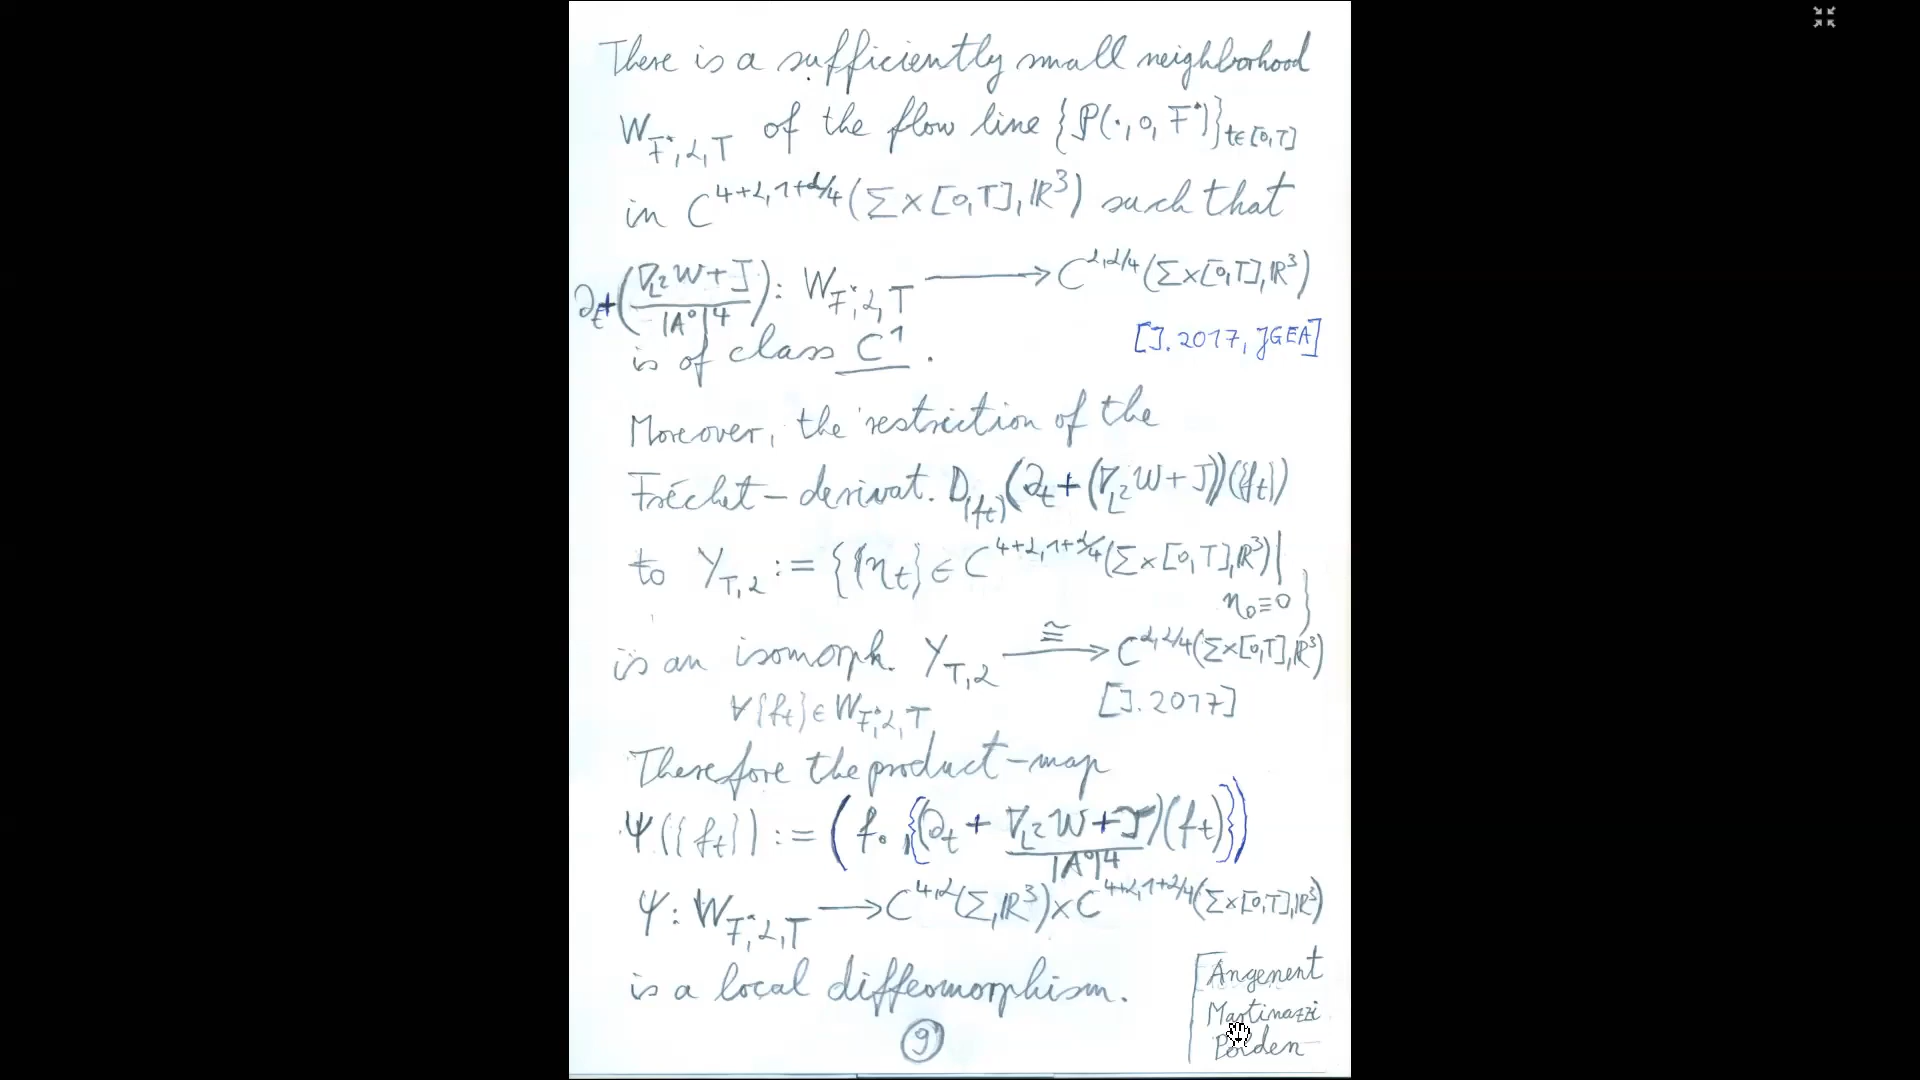 There is a sufficiently small neighborhood
W_{F*,α,T} of the flow line {P(·,0,F*)}_{t∈[0,T]}
in C^{4+α,1+α/4}(Σ×[0,T],ℝ³) such that
∂_t+(∇_{L²}W+J / |A°|⁴): W_{F*,α,T} ⟶ C^{α,α/4}(Σ×[0,T],ℝ³)
is of class C¹. [J. 2017, JGEA]
Moreover, the restriction of the
Fréchet-derivat. D_{(f_t)}(∂_t+(∇_{L²}W+J))({f_t})
to Y_{T,α} := {{η_t}∈C^{4+α,1+α/4}(Σ×[0,T],ℝ³)|
η_0≡0}
is an isomorph. Y_{T,α} ≅⟶ C^{α,α/4}(Σ×[0,T],ℝ³)
∀{f_t}∈W_{F*,α,T} [J. 2017]
Therefore the product-map
Ψ({f_t}) := (f_0,{(∂_t+ ∇_{L²}W+J / |A°|⁴)(f_t)})
Ψ: W_{F*,α,T} ⟶ C^{4,α}(Σ,ℝ³)×C^{4+α,1+α/4}(Σ×[0,T],ℝ³)
is a local diffeomorphism.
[Angenent
Martinazzi
Polden
9